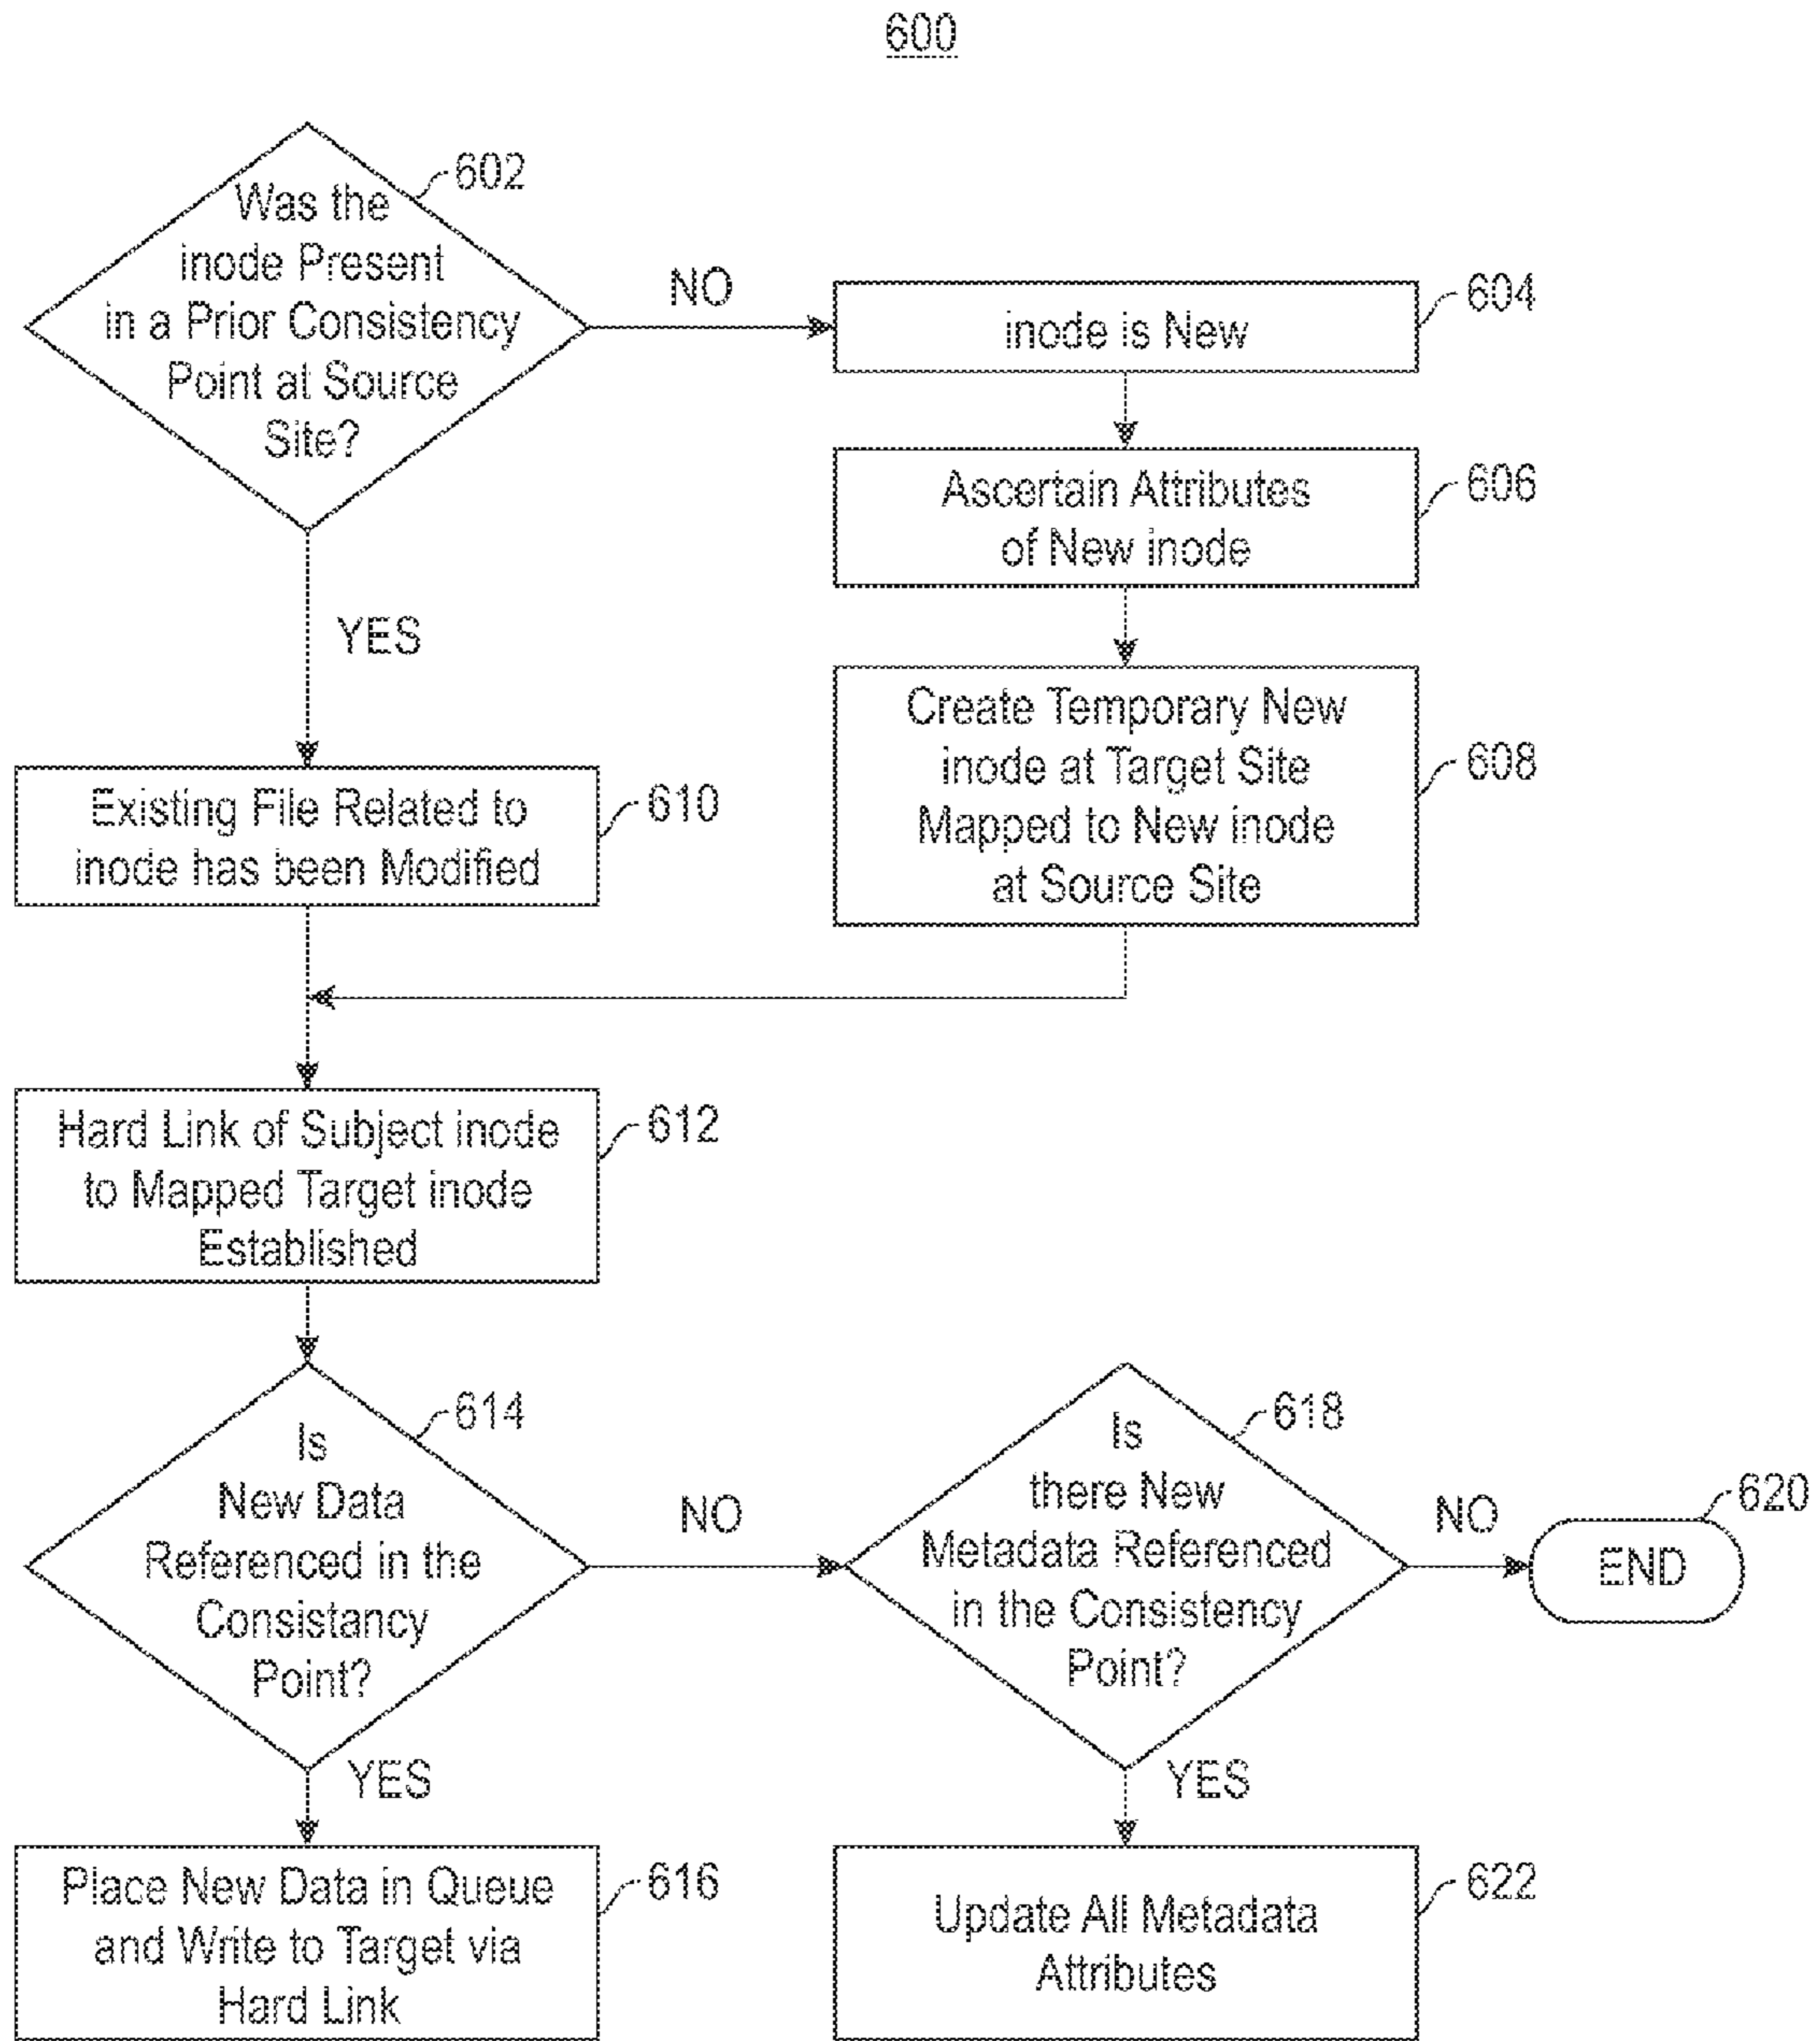 600
Was the
inode Present
in a Prior Consistency
Point at Source
Site?
602
NO
inode is New
604
Ascertain Attributes
of New inode
606
YES
Create Temporary New
inode at Target Site
Mapped to New inode
at Source Site
608
Existing File Related to
inode has been Modified
610
Hard Link of Subject inode
to Mapped Target inode
Established
612
Is
New Data
Referenced in the
Consistancy
Point?
614
NO
Is
there New
Metadata Referenced
in the Consistency
Point?
618
NO
END
620
YES
YES
Place New Data in Queue
and Write to Target via
Hard Link
616
Update All Metadata
Attributes
622